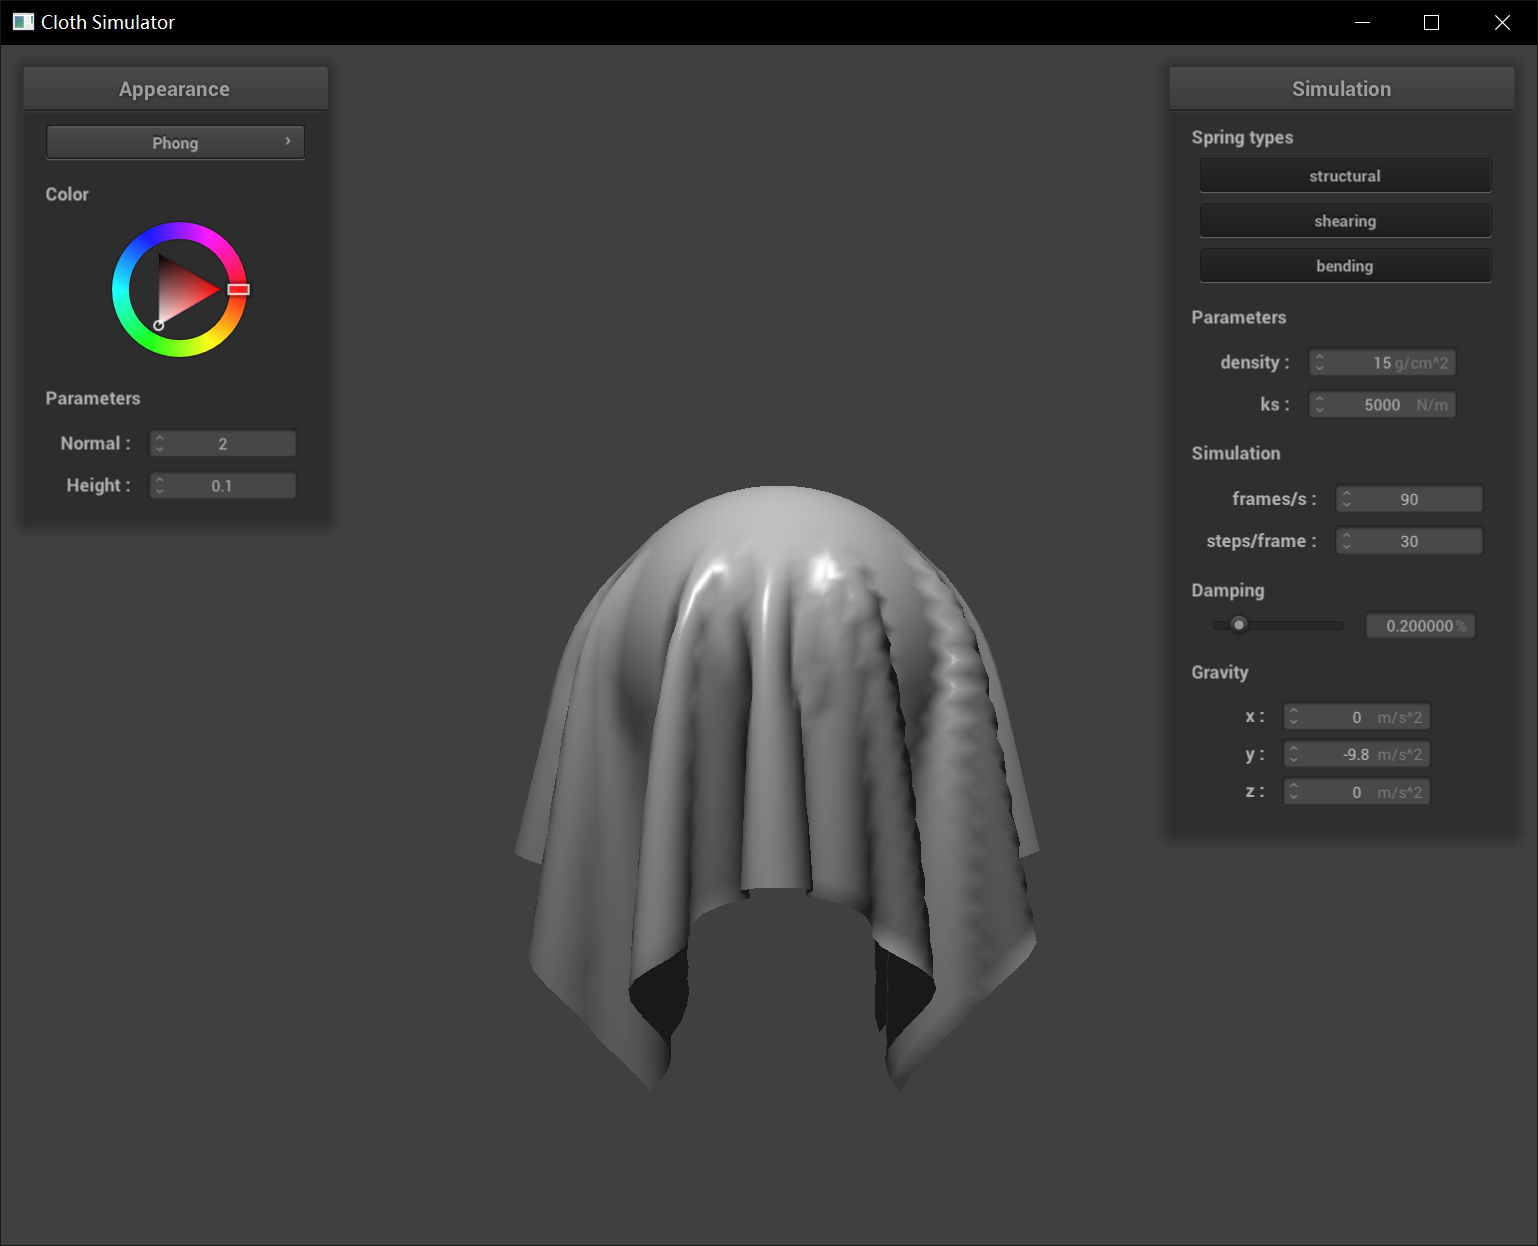 Cloth Simulator
Appearance
Phong
Color
Parameters
Normal : 2
Height : 0.1
Simulation
Spring types
structural
shearing
bending
Parameters
density : 15 g/cm^2
ks : 5000 N/m
Simulation
frames/s : 90
steps/frame : 30
Damping
0.200000 %
Gravity
x : 0 m/s^2
y : -9.8 m/s^2
z : 0 m/s^2